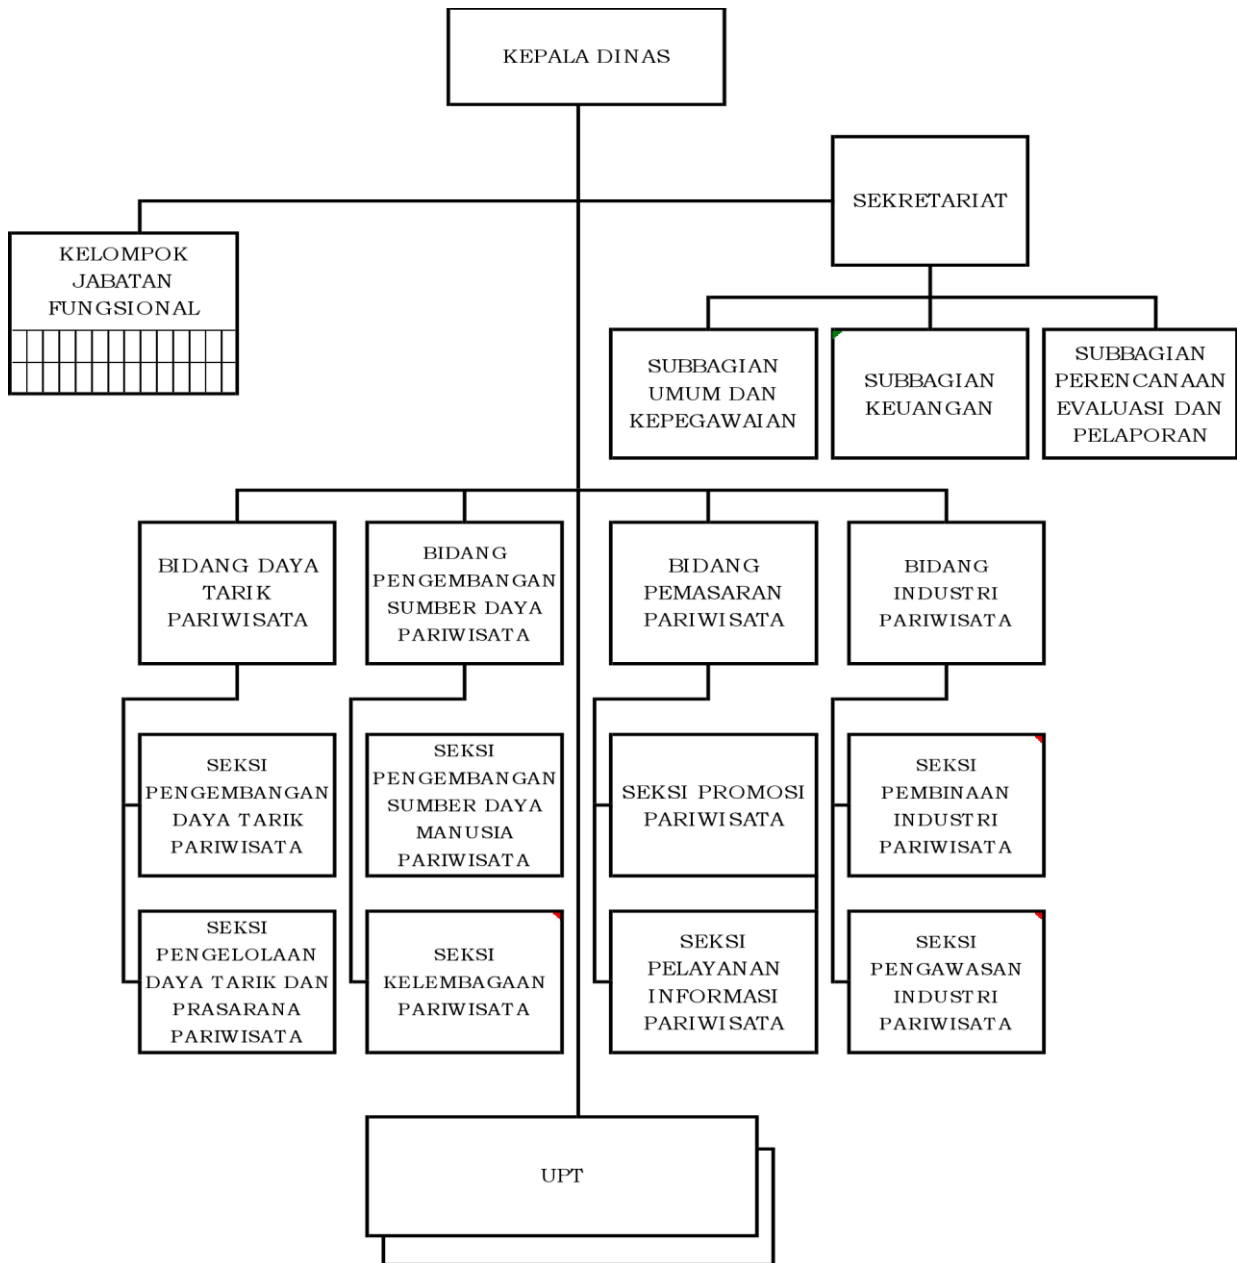 KEPALA DINAS
SEKRETARIAT
KELOMPOK
JABATAN
FUNGSIONAL
SUBBAGIAN
UMUM DAN
KEPEGAWAIAN
SUBBAGIAN
KEUANGAN
SUBBAGIAN
PERENCANAAN
EVALUASI DAN
PELAPORAN
BIDANG DAYA
TARIK
PARIWISATA
BIDANG
PENGEMBANGAN
SUMBER DAYA
PARIWISATA
BIDANG
PEMASARAN
PARIWISATA
BIDANG
INDUSTRI
PARIWISATA
SEKSI
PENGEMBANGAN
DAYA TARIK
PARIWISATA
SEKSI
PENGEMBANGAN
SUMBER DAYA
MANUSIA
PARIWISATA
SEKSI PROMOSI
PARIWISATA
SEKSI
PEMBINAAN
INDUSTRI
PARIWISATA
SEKSI
PENGELOLAAN
DAYA TARIK DAN
PRASARANA
PARIWISATA
SEKSI
KELEMBAGAAN
PARIWISATA
SEKSI
PELAYANAN
INFORMASI
PARIWISATA
SEKSI
PENGAWASAN
INDUSTRI
PARIWISATA
UPT